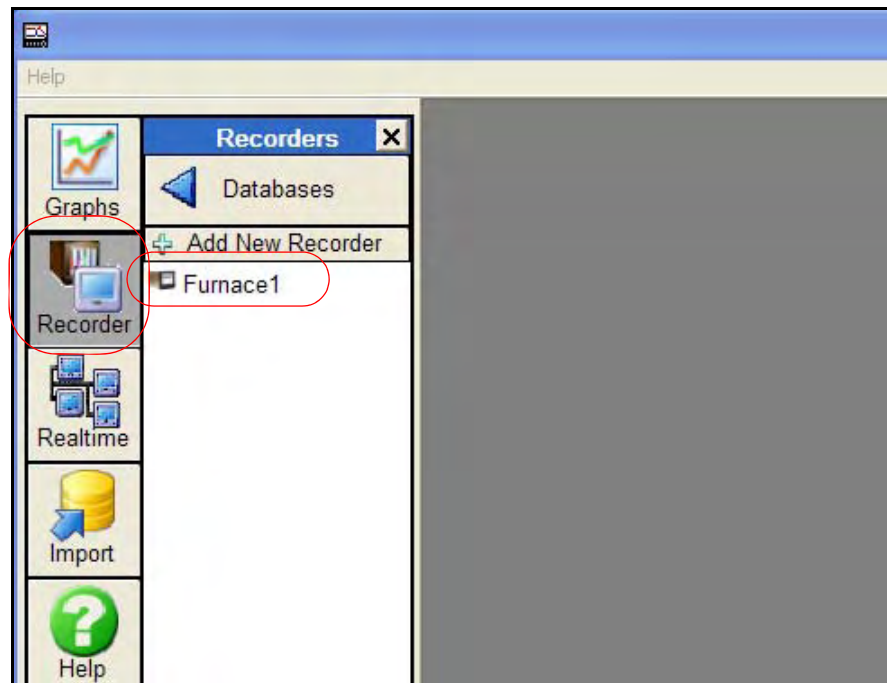 Help
Graphs
Recorder
Realtime
Import
Help
Recorders
Databases
Add New Recorder
Furnace1